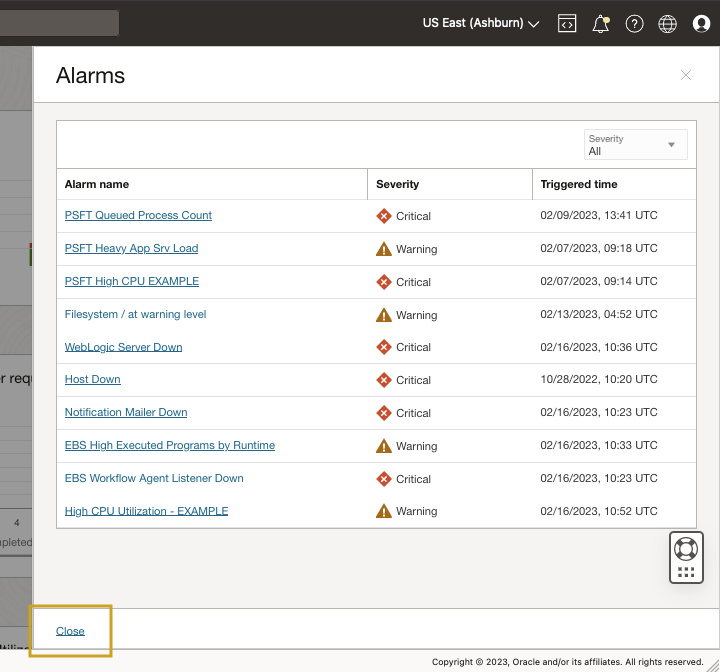 US East (Ashburn)
Alarms
Severity
All
Alarm name Severity Triggered time
PSFT Queued Process Count Critical 02/09/2023, 13:41 UTC
PSFT Heavy App Srv Load Warning 02/07/2023, 09:18 UTC
PSFT High CPU EXAMPLE Critical 02/07/2023, 09:14 UTC
Filesystem / at warning level Warning 02/13/2023, 04:52 UTC
WebLogic Server Down Critical 02/16/2023, 10:36 UTC
Host Down Critical 10/28/2022, 10:20 UTC
Notification Mailer Down Critical 02/16/2023, 10:23 UTC
EBS High Executed Programs by Runtime Warning 02/16/2023, 10:33 UTC
EBS Workflow Agent Listener Down Critical 02/16/2023, 10:23 UTC
High CPU Utilization - EXAMPLE Warning 02/16/2023, 10:52 UTC
r requ
4
mpleted
Close
Copyright © 2023, Oracle and/or its affiliates. All rights reserved.